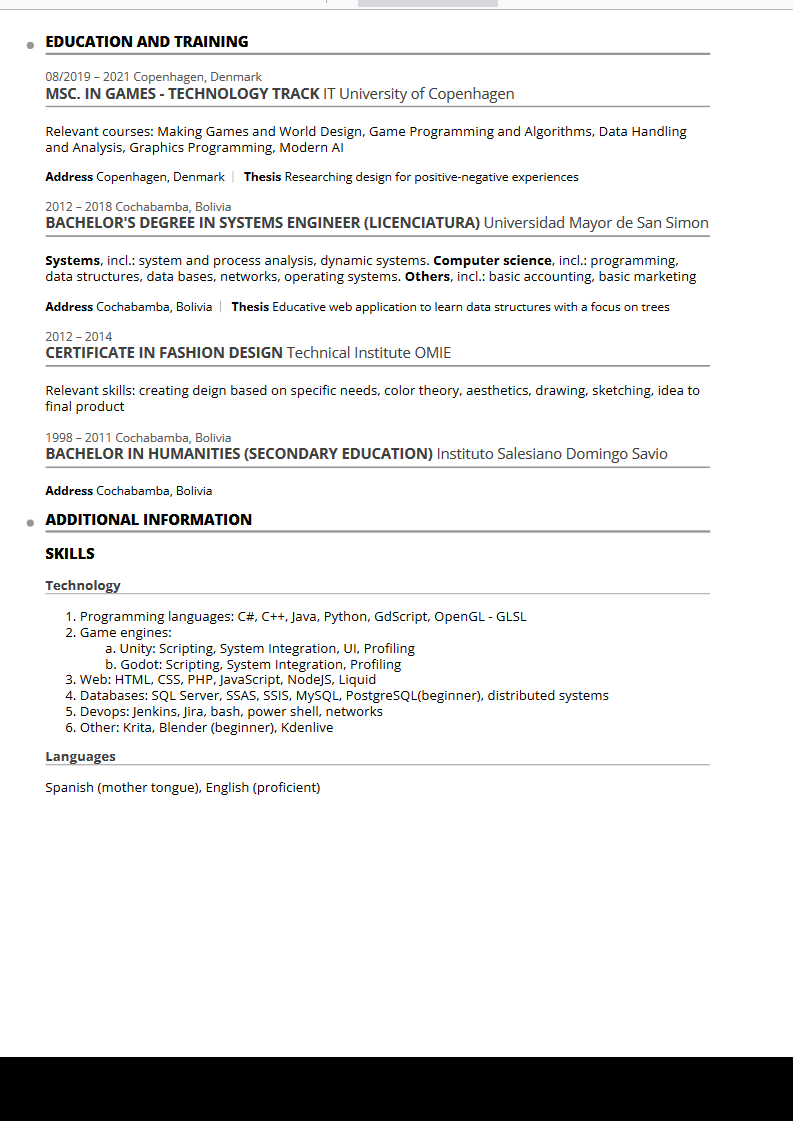 EDUCATION AND TRAINING
08/2019 – 2021 Copenhagen, Denmark
MSC. IN GAMES - TECHNOLOGY TRACK IT University of Copenhagen
Relevant courses: Making Games and World Design, Game Programming and Algorithms, Data Handling
and Analysis, Graphics Programming, Modern AI
Address Copenhagen, Denmark | Thesis Researching design for positive-negative experiences
2012 – 2018 Cochabamba, Bolivia
BACHELOR'S DEGREE IN SYSTEMS ENGINEER (LICENCIATURA) Universidad Mayor de San Simon
Systems, incl.: system and process analysis, dynamic systems. Computer science, incl.: programming,
data structures, data bases, networks, operating systems. Others, incl.: basic accounting, basic marketing
Address Cochabamba, Bolivia | Thesis Educative web application to learn data structures with a focus on trees
2012 – 2014
CERTIFICATE IN FASHION DESIGN Technical Institute OMIE
Relevant skills: creating deign based on specific needs, color theory, aesthetics, drawing, sketching, idea to
final product
1998 – 2011 Cochabamba, Bolivia
BACHELOR IN HUMANITIES (SECONDARY EDUCATION) Instituto Salesiano Domingo Savio
Address Cochabamba, Bolivia
ADDITIONAL INFORMATION
SKILLS
Technology
1. Programming languages: C#, C++, Java, Python, GdScript, OpenGL - GLSL
2. Game engines:
a. Unity: Scripting, System Integration, UI, Profiling
b. Godot: Scripting, System Integration, Profiling
3. Web: HTML, CSS, PHP, JavaScript, NodeJS, Liquid
4. Databases: SQL Server, SSAS, SSIS, MySQL, PostgreSQL(beginner), distributed systems
5. Devops: Jenkins, Jira, bash, power shell, networks
6. Other: Krita, Blender (beginner), Kdenlive
Languages
Spanish (mother tongue), English (proficient)